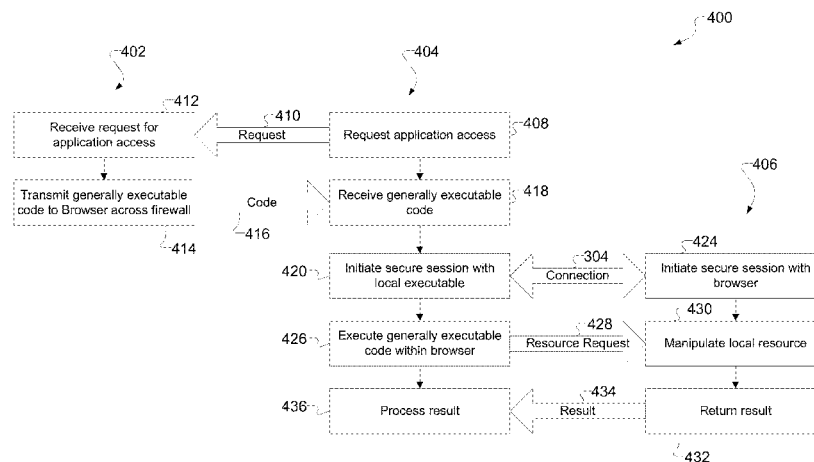 400
402
404
412
410
Receive request for
application access
Request
Request application access
408
406
Transmit generally executable
code to Browser across firewall
Code
Receive generally executable
code
418
416
414
424
420
Initiate secure session with
local executable
304
Connection
Initiate secure session with
browser
430
426
Execute generally executable
code within browser
428
Resource Request
Manipulate local resource
434
436
Process result
Result
Return result
432